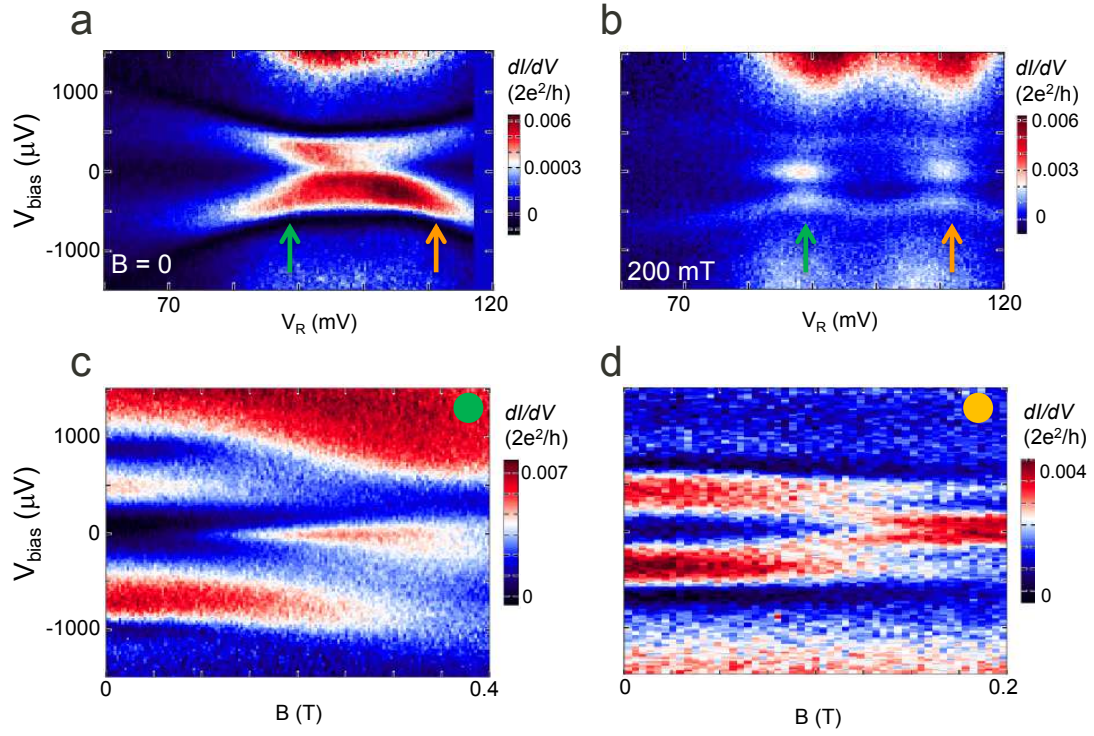 a
dI/dV
(2e²/h)
0.006
0.0003
0
V_bias (μV)
1000
0
-1000
B = 0
70
120
V_R (mV)
b
dI/dV
(2e²/h)
0.006
0.003
0
200 mT
70
120
V_R (mV)
c
dI/dV
(2e²/h)
0.007
0
V_bias (μV)
1000
0
-1000
0
0.4
B (T)
d
dI/dV
(2e²/h)
0.004
0
0
0.2
B (T)